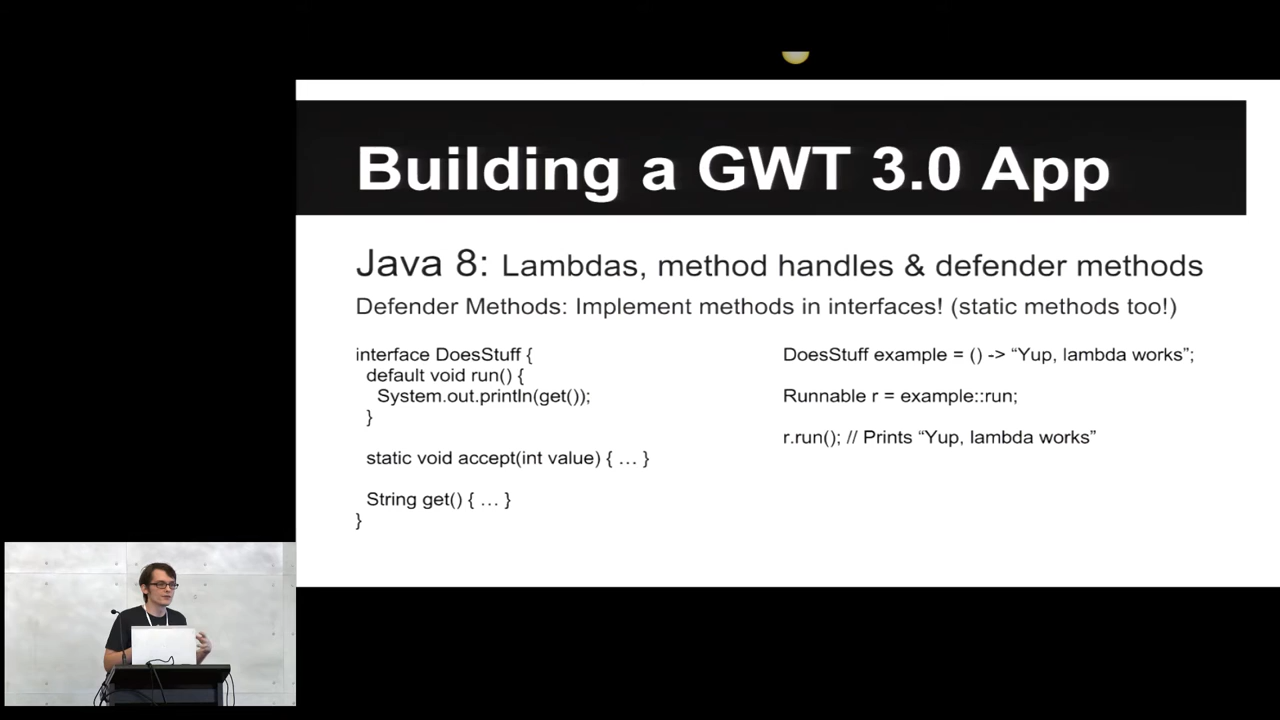 Building a GWT 3.0 App
Java 8: Lambdas, method handles & defender methods
Defender Methods: Implement methods in interfaces! (static methods too!)
interface DoesStuff {
default void run() {
System.out.println(get());
}
static void accept(int value) { … }
String get() { … }
}
DoesStuff example = () -> “Yup, lambda works”;
Runnable r = example::run;
r.run(); // Prints “Yup, lambda works”